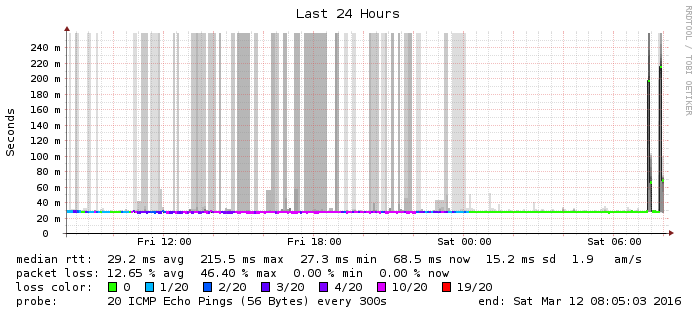 Last 24 Hours
RRDTOOL / TOBI OETIKER
Seconds
240 m
220 m
200 m
180 m
160 m
140 m
120 m
100 m
80 m
60 m
40 m
20 m
0
Fri 12:00 Fri 18:00 Sat 00:00 Sat 06:00
median rtt: 29.2 ms avg 215.5 ms max 27.3 ms min 68.5 ms now 15.2 ms sd 1.9 am/s
packet loss: 12.65 % avg 46.40 % max 0.00 % min 0.00 % now
loss color: 0 1/20 2/20 3/20 4/20 10/20 19/20
probe: 20 ICMP Echo Pings (56 Bytes) every 300s end: Sat Mar 12 08:05:03 2016